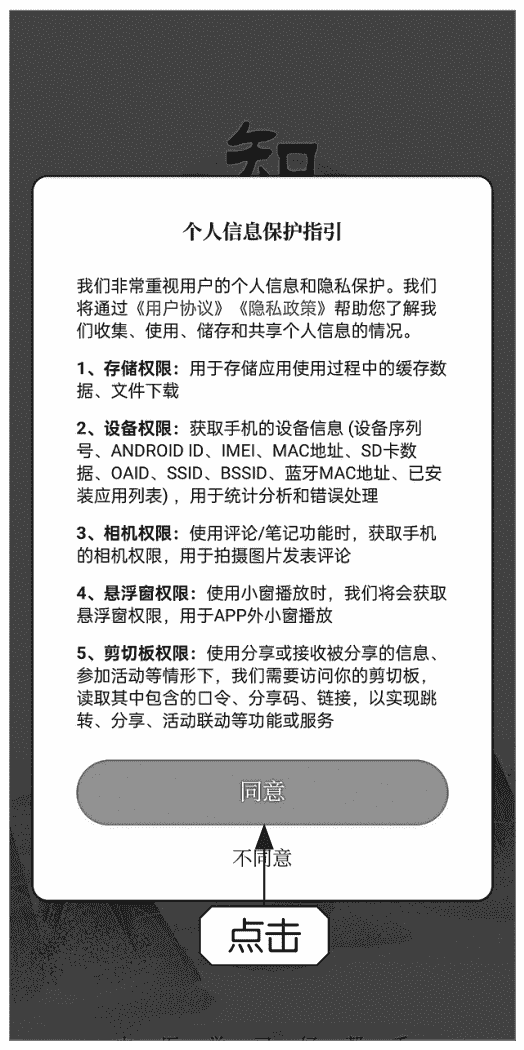 知
个人信息保护指引
我们非常重视用户的个人信息和隐私保护。我们
将通过《用户协议》《隐私政策》帮助您了解我
们收集、使用、储存和共享个人信息的情况。
1、存储权限：用于存储应用使用过程中的缓存数
据、文件下载
2、设备权限：获取手机的设备信息 (设备序列
号、ANDROID ID、IMEI、MAC地址、SD卡数
据、OAID、SSID、BSSID、蓝牙MAC地址、已安
装应用列表) ，用于统计分析和错误处理
3、相机权限：使用评论/笔记功能时，获取手机
的相机权限，用于拍摄图片发表评论
4、悬浮窗权限：使用小窗播放时，我们将会获取
悬浮窗权限，用于APP外小窗播放
5、剪切板权限：使用分享或接收被分享的信息、
参加活动等情形下，我们需要访问你的剪切板，
读取其中包含的口令、分享码、链接，以实现跳
转、分享、活动联动等功能或服务
同意
不同意
点击